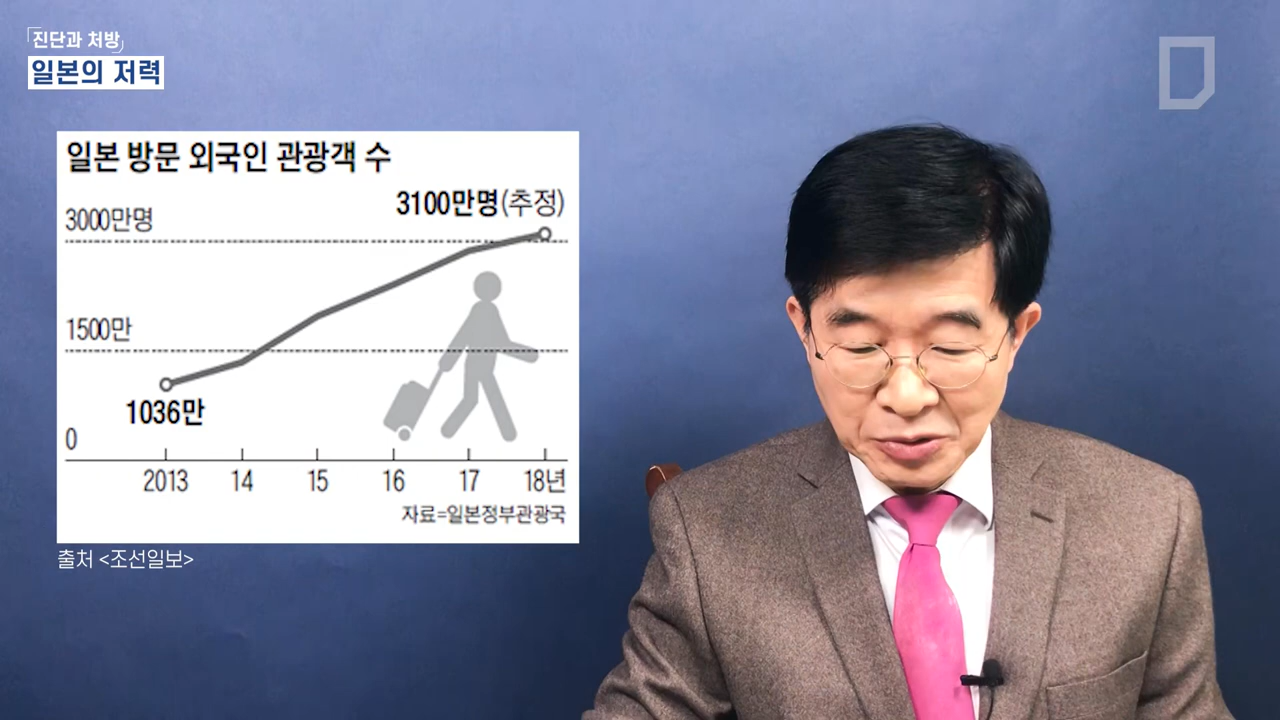 「진단과 처방」
일본의 저력
일본 방문 외국인 관광객 수
3100만명(추정)
3000만명
1500만
1036만
0
2013 14 15 16 17 18년
자료=일본정부관광국
출처 <조선일보>